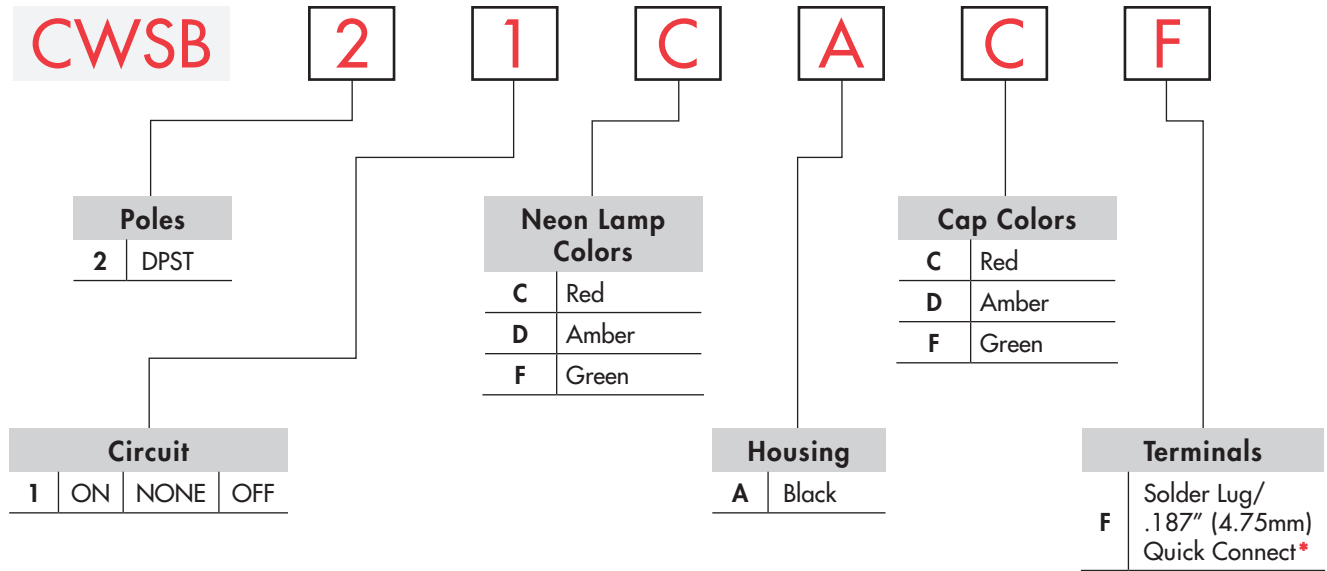 CWSB 2 1 C A C F
Poles
2 DPST
Neon Lamp
Colors
C Red
D Amber
F Green
Cap Colors
C Red
D Amber
F Green
Circuit
1 ON NONE OFF
Housing
A Black
Terminals
F Solder Lug/
.187” (4.75mm)
Quick Connect*